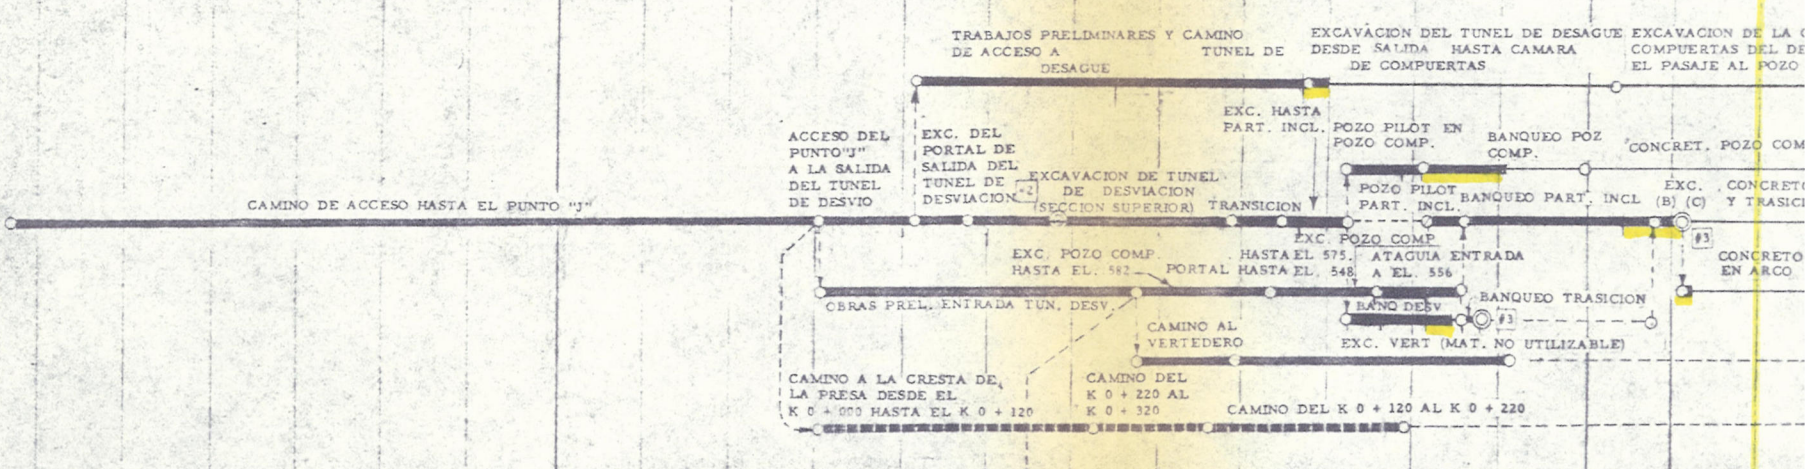 TRABAJOS PRELIMINARES Y CAMINO
DE ACCESO A TUNEL DE
DESAGUE
EXCAVACION DEL TUNEL DE DESAGUE
DESDE SALIDA HASTA CAMARA
DE COMPUERTAS
EXCAVACION DE LA C
COMPUERTAS DEL DE
EL PASAJE AL POZO
EXC. HASTA
PART. INCL.
POZO PILOT EN
POZO COMP.
BANQUEO POZ
COMP.
CONCRET. POZO COM
ACCESO DEL
PUNTO"J"
A LA SALIDA
DEL TUNEL
DE DESVIO
EXC. DEL
PORTAL DE
SALIDA DEL
TUNEL DE
DESVIACION
EXCAVACION DE TUNEL
DE DESVIACION
(SECCION SUPERIOR)
TRANSICION
POZO PILOT
PART. INCL.
BANQUEO PART. INCL
EXC.
(B) (C)
CONCRETO
Y TRASICI
CAMINO DE ACCESO HASTA EL PUNTO "J"
#3
EXC. POZO COMP.
HASTA EL. 582
PORTAL
EXC. POZO COMP
HASTA EL 575.
HASTA EL. 548
ATAGUIA ENTRADA
A EL. 556
CONCRETO
EN ARCO
OBRAS PREL. ENTRADA TUN. DESV.
BANQ DESV
BANQUEO TRASICION
#3
CAMINO AL
VERTEDERO
EXC. VERT (MAT. NO UTILIZABLE)
CAMINO A LA CRESTA DE
LA PRESA DESDE EL
K 0 + 000 HASTA EL K 0 + 120
CAMINO DEL
K 0 + 220 AL
K 0 + 320
CAMINO DEL K 0 + 120 AL K 0 + 220